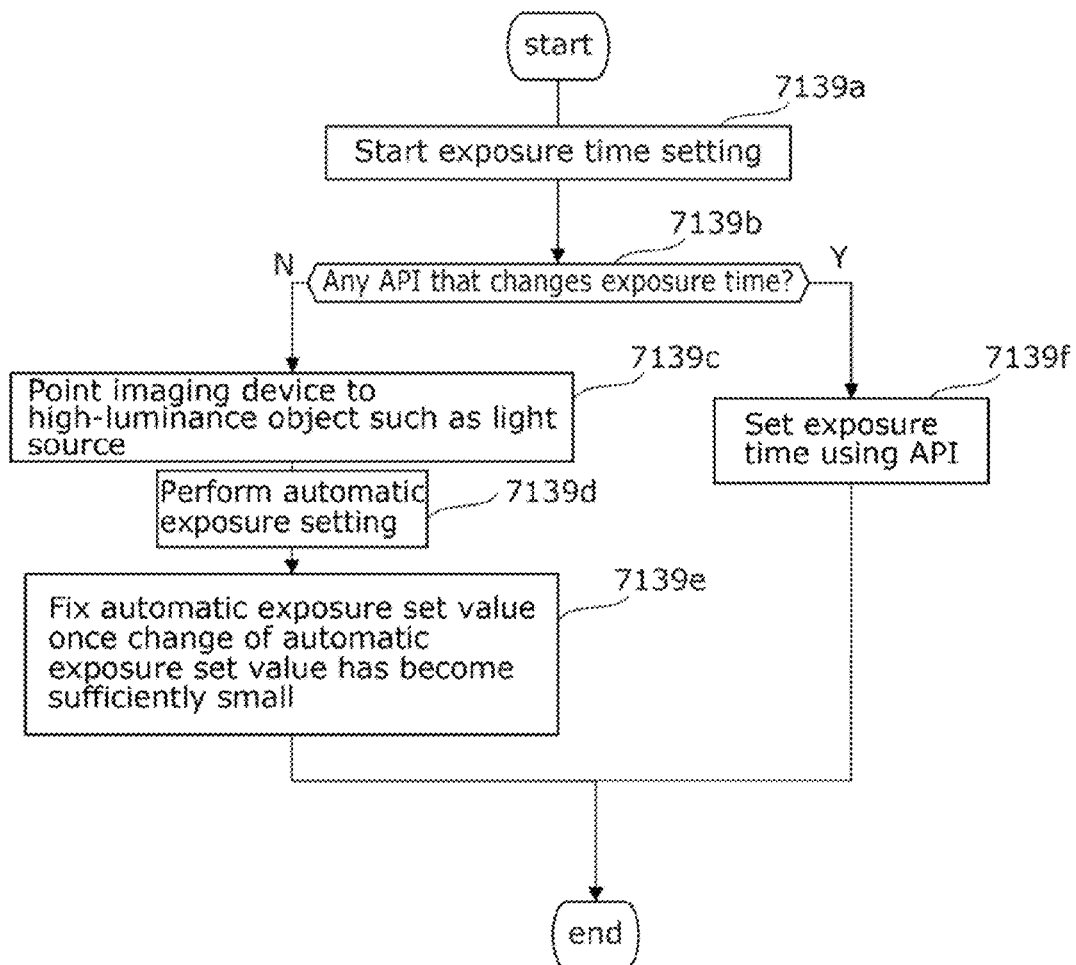 start
7139a
Start exposure time setting
7139b
N
Y
Any API that changes exposure time?
7139c
7139f
Point imaging device to
high-luminance object such as light
source
Set exposure
time using API
Perform automatic
exposure setting
7139d
7139e
Fix automatic exposure set value
once change of automatic
exposure set value has become
sufficiently small
end